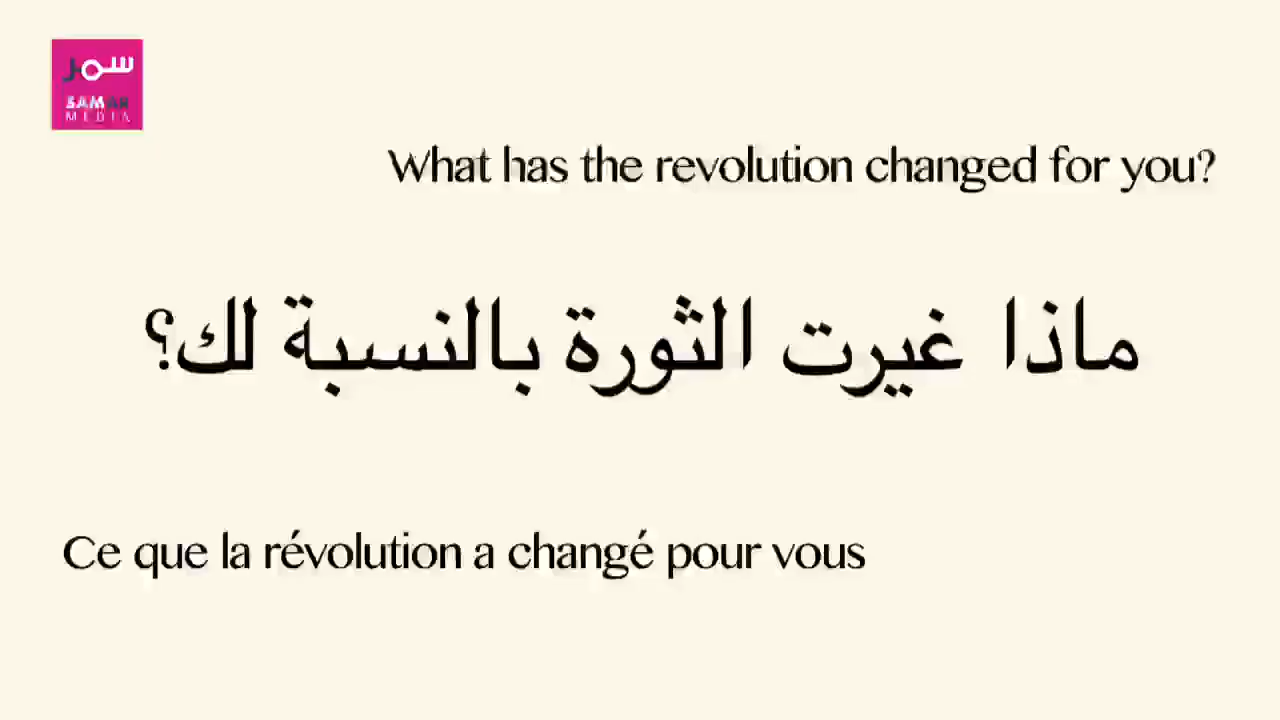 سمر
SAMAR
MEDIA
What has the revolution changed for you?
ماذا غيرت الثورة بالنسبة لك؟
Ce que la révolution a changé pour vous